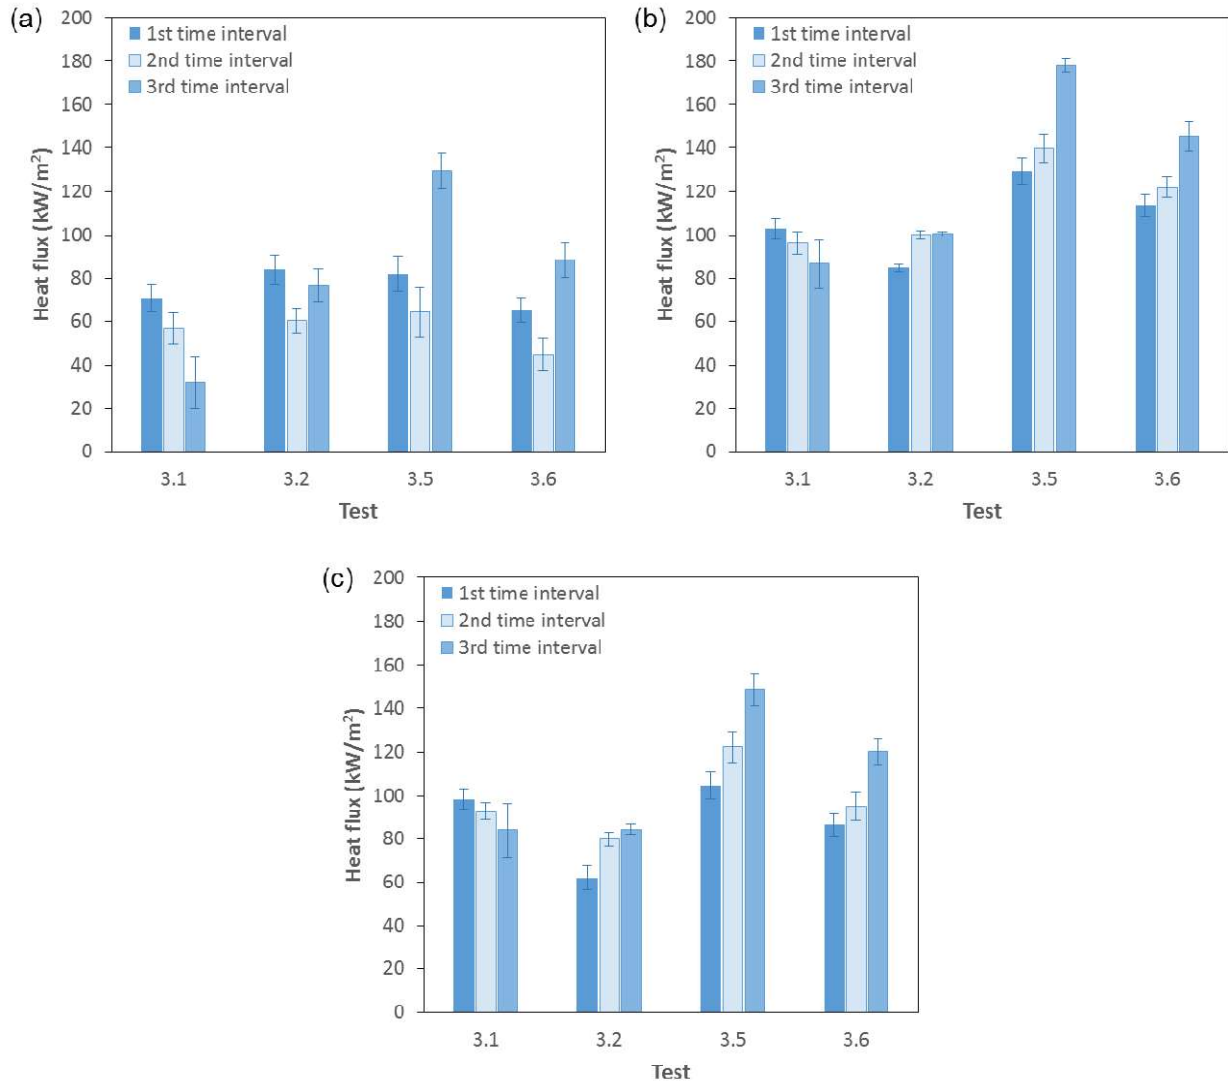 (a)
200
180
160
140
120
100
80
60
40
20
0
Heat flux (kW/m²)
1st time interval
2nd time interval
3rd time interval
3.1 3.2 3.5 3.6
Test
(b)
200
180
160
140
120
100
80
60
40
20
0
Heat flux (kW/m²)
1st time interval
2nd time interval
3rd time interval
3.1 3.2 3.5 3.6
Test
(c)
200
180
160
140
120
100
80
60
40
20
0
Heat flux (kW/m²)
1st time interval
2nd time interval
3rd time interval
3.1 3.2 3.5 3.6
Test